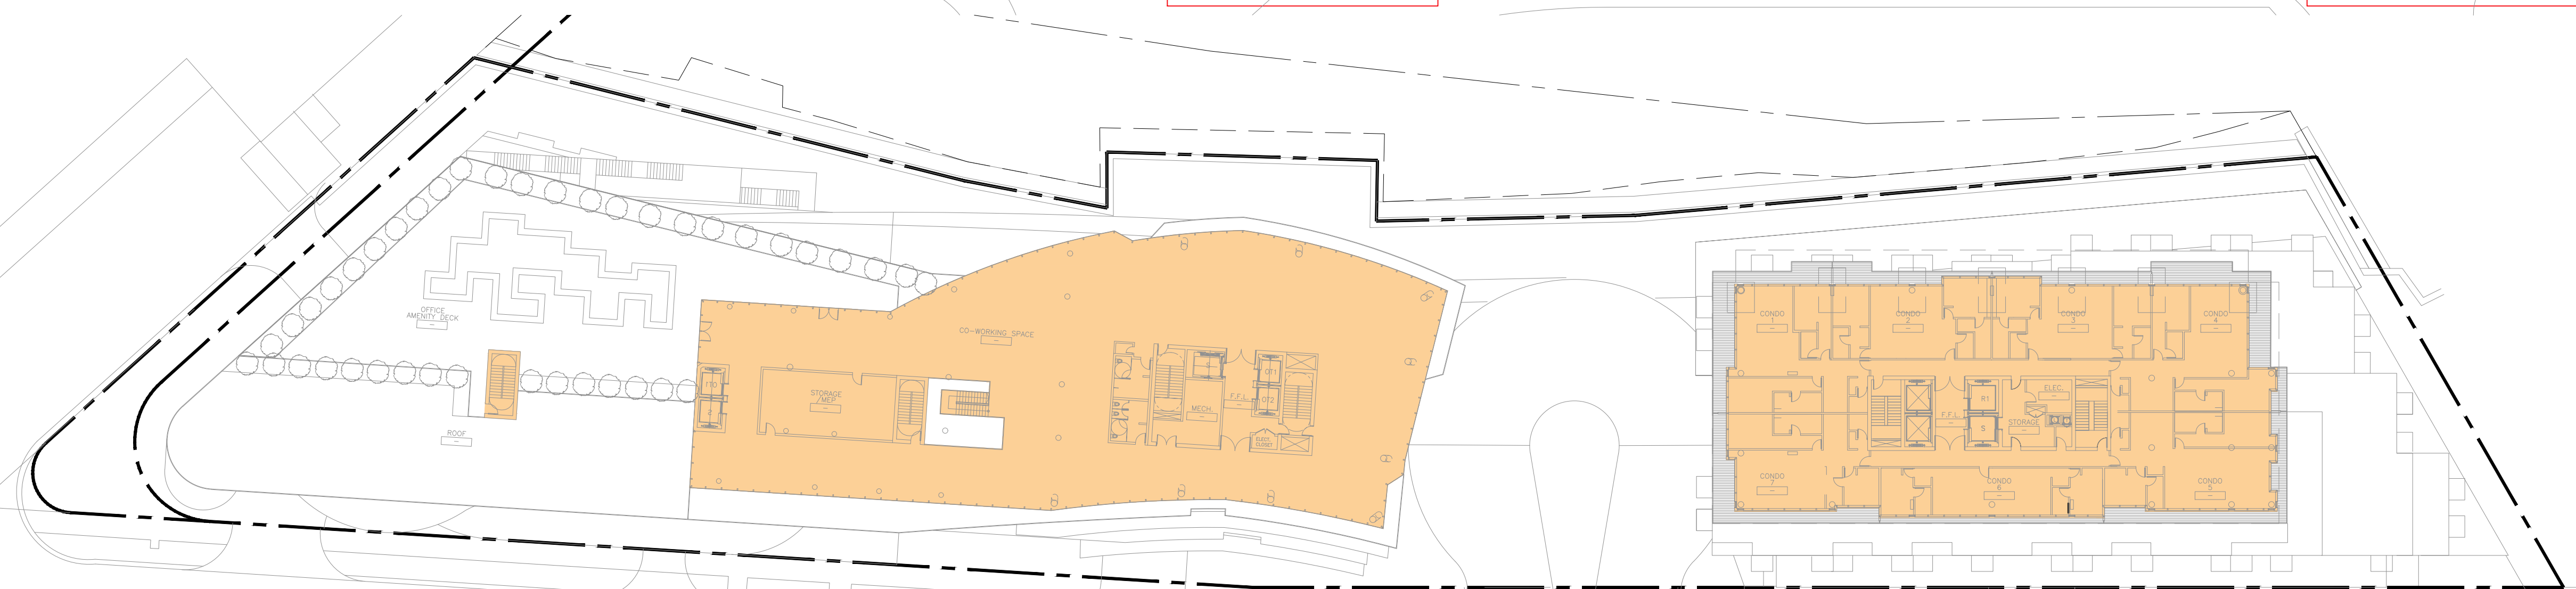 OFFICE
AMENITY DECK
ROOF
CO-WORKING SPACE
STORAGE
/MEP
MECH.
F.F.L.
OT1
OT2
ELECT.
CLOSET
CONDO
1
CONDO
2
CONDO
3
CONDO
4
ELEC.
R1
F.F.L.
STORAGE
S
CONDO
7
CONDO
6
CONDO
5